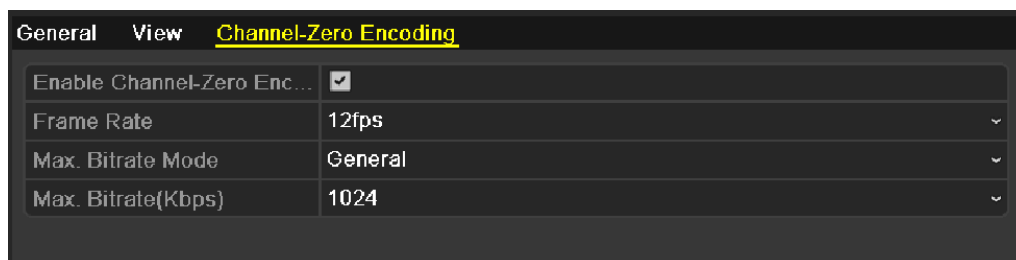 General View Channel-Zero Encoding
Enable Channel-Zero Enc...
Frame Rate 12fps
Max. Bitrate Mode General
Max. Bitrate(Kbps) 1024